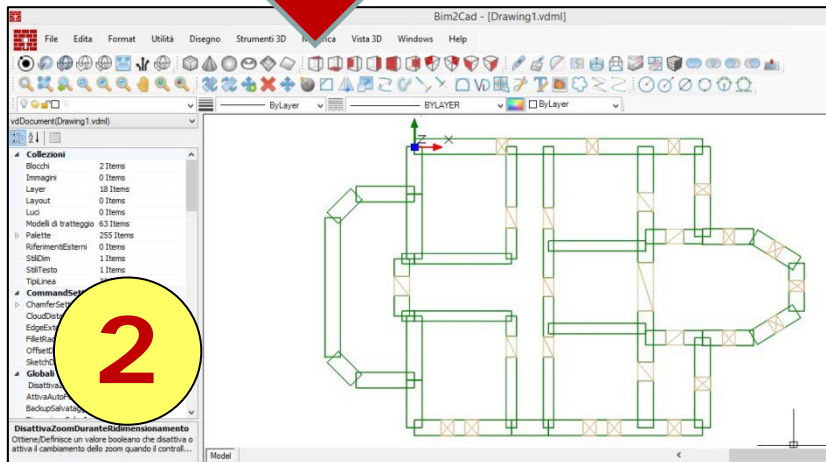 Bim2Cad - [Drawing1.vdml]
File Edita Format Utilità Disegno Strumenti 3D Vista 3D Windows Help
ByLayer BYLAYER ByLayer
vdDocument(Drawing1.vdml)
Collezioni
Blocchi 2 Items
Immagini 0 Items
Layer 18 Items
Layout 0 Items
Luci 0 Items
Modelli di tratteggio 63 Items
Palette 255 Items
RiferimentiEsterni 0 Items
StiliDim 1 Items
StiliTesto 1 Items
TipiLinea
Z X
2
Globali
DisattivaZoomDuranteRidimensionamento
Ottiene/Definisce un valore booleano che disattiva o
attiva il cambiamento dello zoom quando il controll...
Model